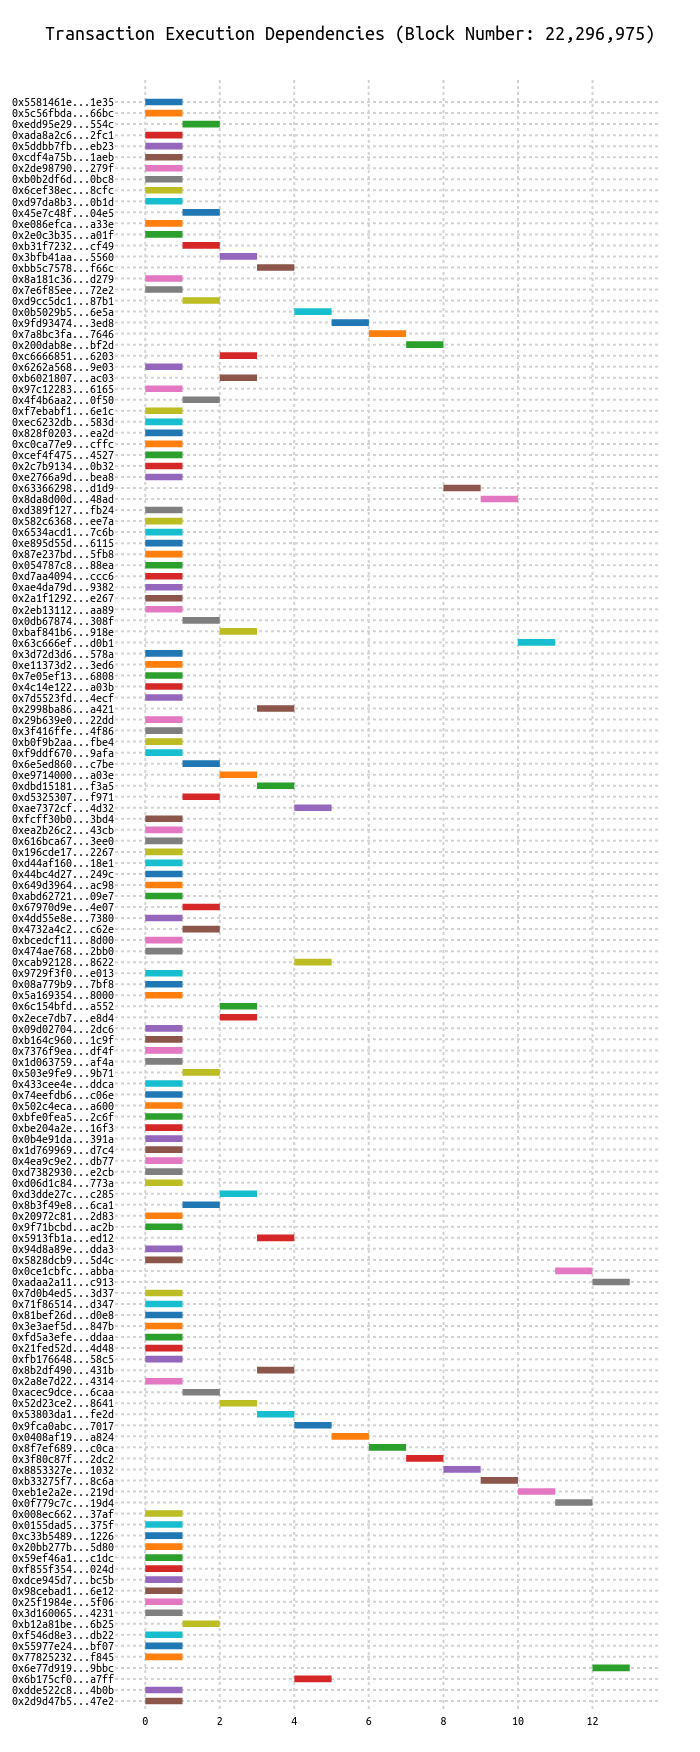 Transaction Execution Dependencies (Block Number: 22,296,975)
0x5581461e...1e35
0x5c56fbda...66bc
0xedd95e29...554c
0xada8a2c6...2fc1
0x5ddbb7fb...eb23
0xcdf4a75b...1aeb
0x2de98790...279f
0xb0b2df6d...0bc8
0x6cef38ec...8cfc
0xd97da8b3...0b1d
0x45e7c48f...04e5
0xe086efca...a33e
0x2e0c3b35...a01f
0xb31f7232...cf49
0x3bfb41aa...5560
0xbb5c7578...f66c
0x8a181c36...d279
0x7e6f85ee...72e2
0xd9cc5dc1...87b1
0x0b5029b5...6e5a
0x9fd93474...3ed8
0x7a8bc3fa...7646
0x200dab8e...bf2d
0xc6666851...6203
0x6262a568...9e03
0xb6021807...ac03
0x97c12283...6165
0x4f4b6aa2...0f50
0xf7ebabf1...6e1c
0xec6232db...583d
0x828f0203...ea2d
0xc0ca77e9...cffc
0xcef4f475...4527
0x2c7b9134...0b32
0xe2766a9d...bea8
0x63366298...d1d9
0x8da8d00d...48ad
0xd389f127...fb24
0x582c6368...ee7a
0x6534acd1...7c6b
0xe895d55d...6115
0x87e237bd...5fb8
0x054787c8...88ea
0xd7aa4094...ccc6
0xae4da79d...9382
0x2a1f1292...e267
0x2eb13112...aa89
0x0db67874...308f
0xbaf841b6...918e
0x63c666ef...d0b1
0x3d72d3d6...578a
0xe11373d2...3ed6
0x7e05ef13...6808
0x4c14e122...a03b
0x7d5523fd...4ecf
0x2998ba86...a421
0x29b639e0...22dd
0x3f416ffe...4f86
0xb0f9b2aa...fbe4
0xf9ddf670...9afa
0x6e5ed860...c7be
0xe9714000...a03e
0xdbd15181...f3a5
0xd5325307...f971
0xae7372cf...4d32
0xfcff30b0...3bd4
0xea2b26c2...43cb
0x616bca67...3ee0
0x196cde17...2267
0xd44af160...18e1
0x44bc4d27...249c
0x649d3964...ac98
0xabd62721...09e7
0x67970d9e...4e07
0x4dd55e8e...7380
0x4732a4c2...c62e
0xbcedcf11...8d00
0x474ae768...2bb0
0xcab92128...8622
0x9729f3f0...e013
0x08a779b9...7bf8
0x5a169354...8000
0x6c154bfd...a552
0x2ece7db7...e8d4
0x09d02704...2dc6
0xb164c960...1c9f
0x7376f9ea...df4f
0x1d063759...af4a
0x503e9fe9...9b71
0x433cee4e...ddca
0x74eefdb6...c06e
0x502c4eca...a600
0xbfe0fea5...2c6f
0xbe204a2e...16f3
0x0b4e91da...391a
0x1d769969...d7c4
0x4ea9c9e2...db77
0xd7382930...e2cb
0xd06d1c84...773a
0xd3dde27c...c285
0x8b3f49e8...6ca1
0x20972c81...2d83
0x9f71bcbd...ac2b
0x5913fb1a...ed12
0x94d8a89e...dda3
0x5828dcb9...5d4c
0x0ce1cbfc...abba
0xadaa2a11...c913
0x7d0b4ed5...3d37
0x71f86514...d347
0x81bef26d...d0e8
0x3e3aef5d...847b
0xfd5a3efe...ddaa
0x21fed52d...4d48
0xfb176648...58c5
0x8b2df490...431b
0x2a8e7d22...4314
0xacec9dce...6caa
0x52d23ce2...8641
0x53803da1...fe2d
0x9fca0abc...7017
0x0408af19...a824
0x8f7ef689...c0ca
0x3f80c87f...2dc2
0x8853327e...1032
0xb33275f7...8c6a
0xeb1e2a2e...219d
0x0f779c7c...19d4
0x008ec662...37af
0x0155dad5...375f
0xc33b5489...1226
0x20bb277b...5d80
0x59ef46a1...c1dc
0xf855f354...024d
0xdce945d7...bc5b
0x98cebad1...6e12
0x25f1984e...5f06
0x3d160065...4231
0xb12a81be...6b25
0xf546d8e3...db22
0x55977e24...bf07
0x77825232...f845
0x6e77d919...9bbc
0x6b175cf0...a7ff
0xdde522c8...4b0b
0x2d9d47b5...47e2
0 2 4 6 8 10 12